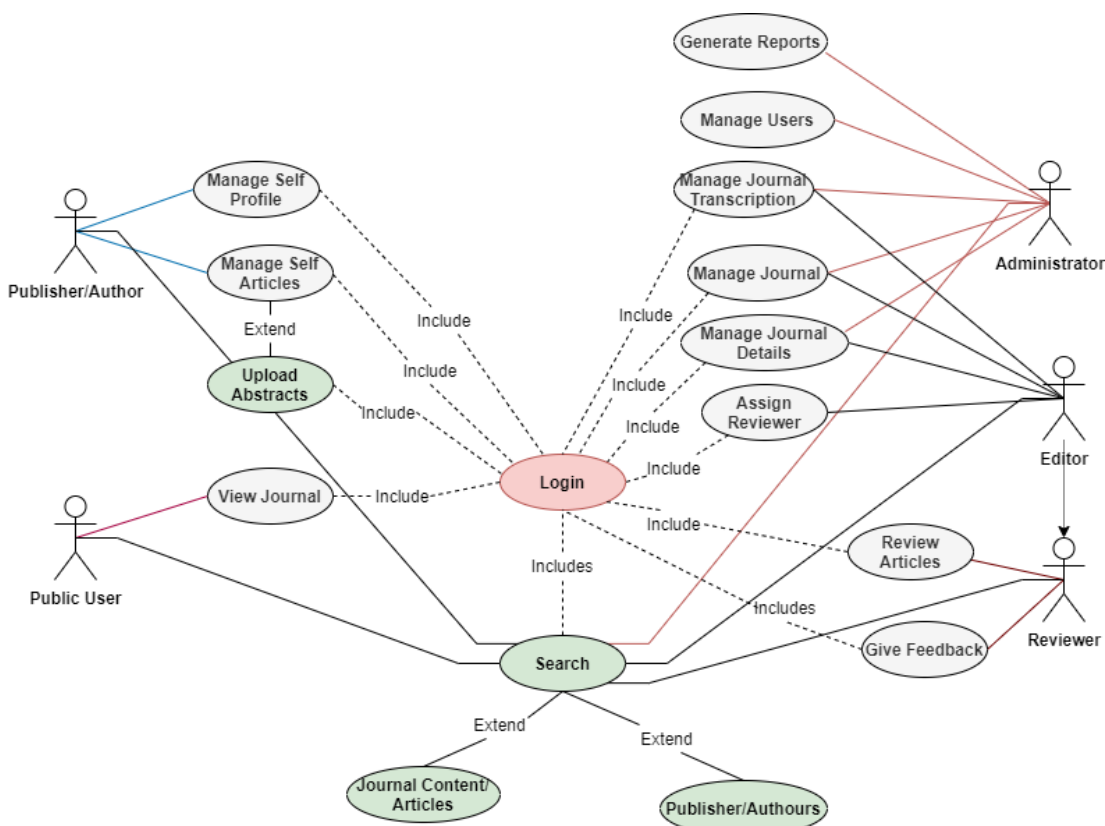 Generate Reports
Manage Users
Manage Self
Profile
Manage Journal
Transcription
Administrator
Publisher/Author
Manage Self
Articles
Manage Journal
Include
Include
Extend
Manage Journal
Details
Upload
Abstracts
Include
Include
Include
Assign
Reviewer
Include
Editor
Include
Login
View Journal
Include
Include
Review
Articles
Public User
Includes
Includes
Give Feedback
Reviewer
Search
Extend
Extend
Journal Content/
Articles
Publisher/Authours